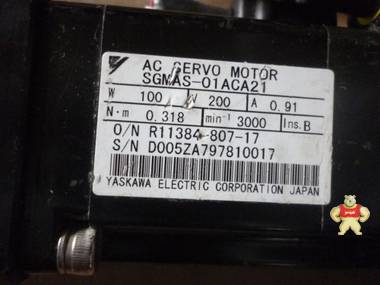 AC SERVO MOTOR
SGMAS-01ACA21
W 100 V 200 A 0.91
N·m 0.318 min⁻¹ 3000 Ins. B
O/N R11384-807-17
S/N D005ZA797810017
YASKAWA ELECTRIC CORPORATION JAPAN